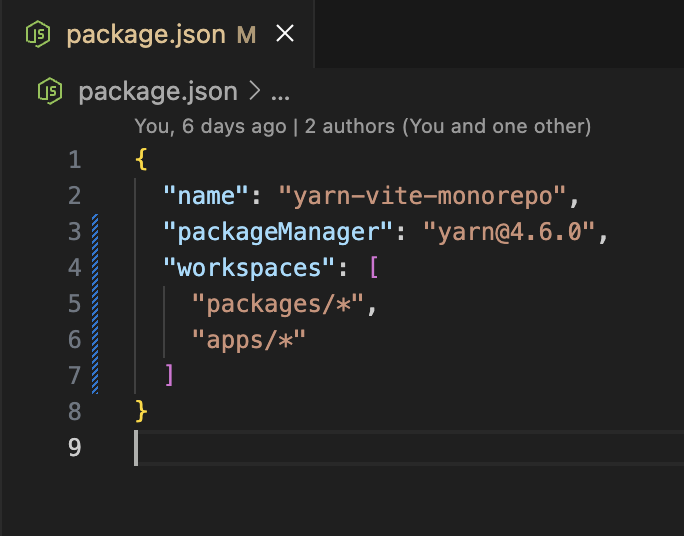 package.json M
package.json > ...
You, 6 days ago | 2 authors (You and one other)
1 {
2   "name": "yarn-vite-monorepo",
3   "packageManager": "yarn@4.6.0",
4   "workspaces": [
5     "packages/*",
6     "apps/*"
7   ]
8 }
9